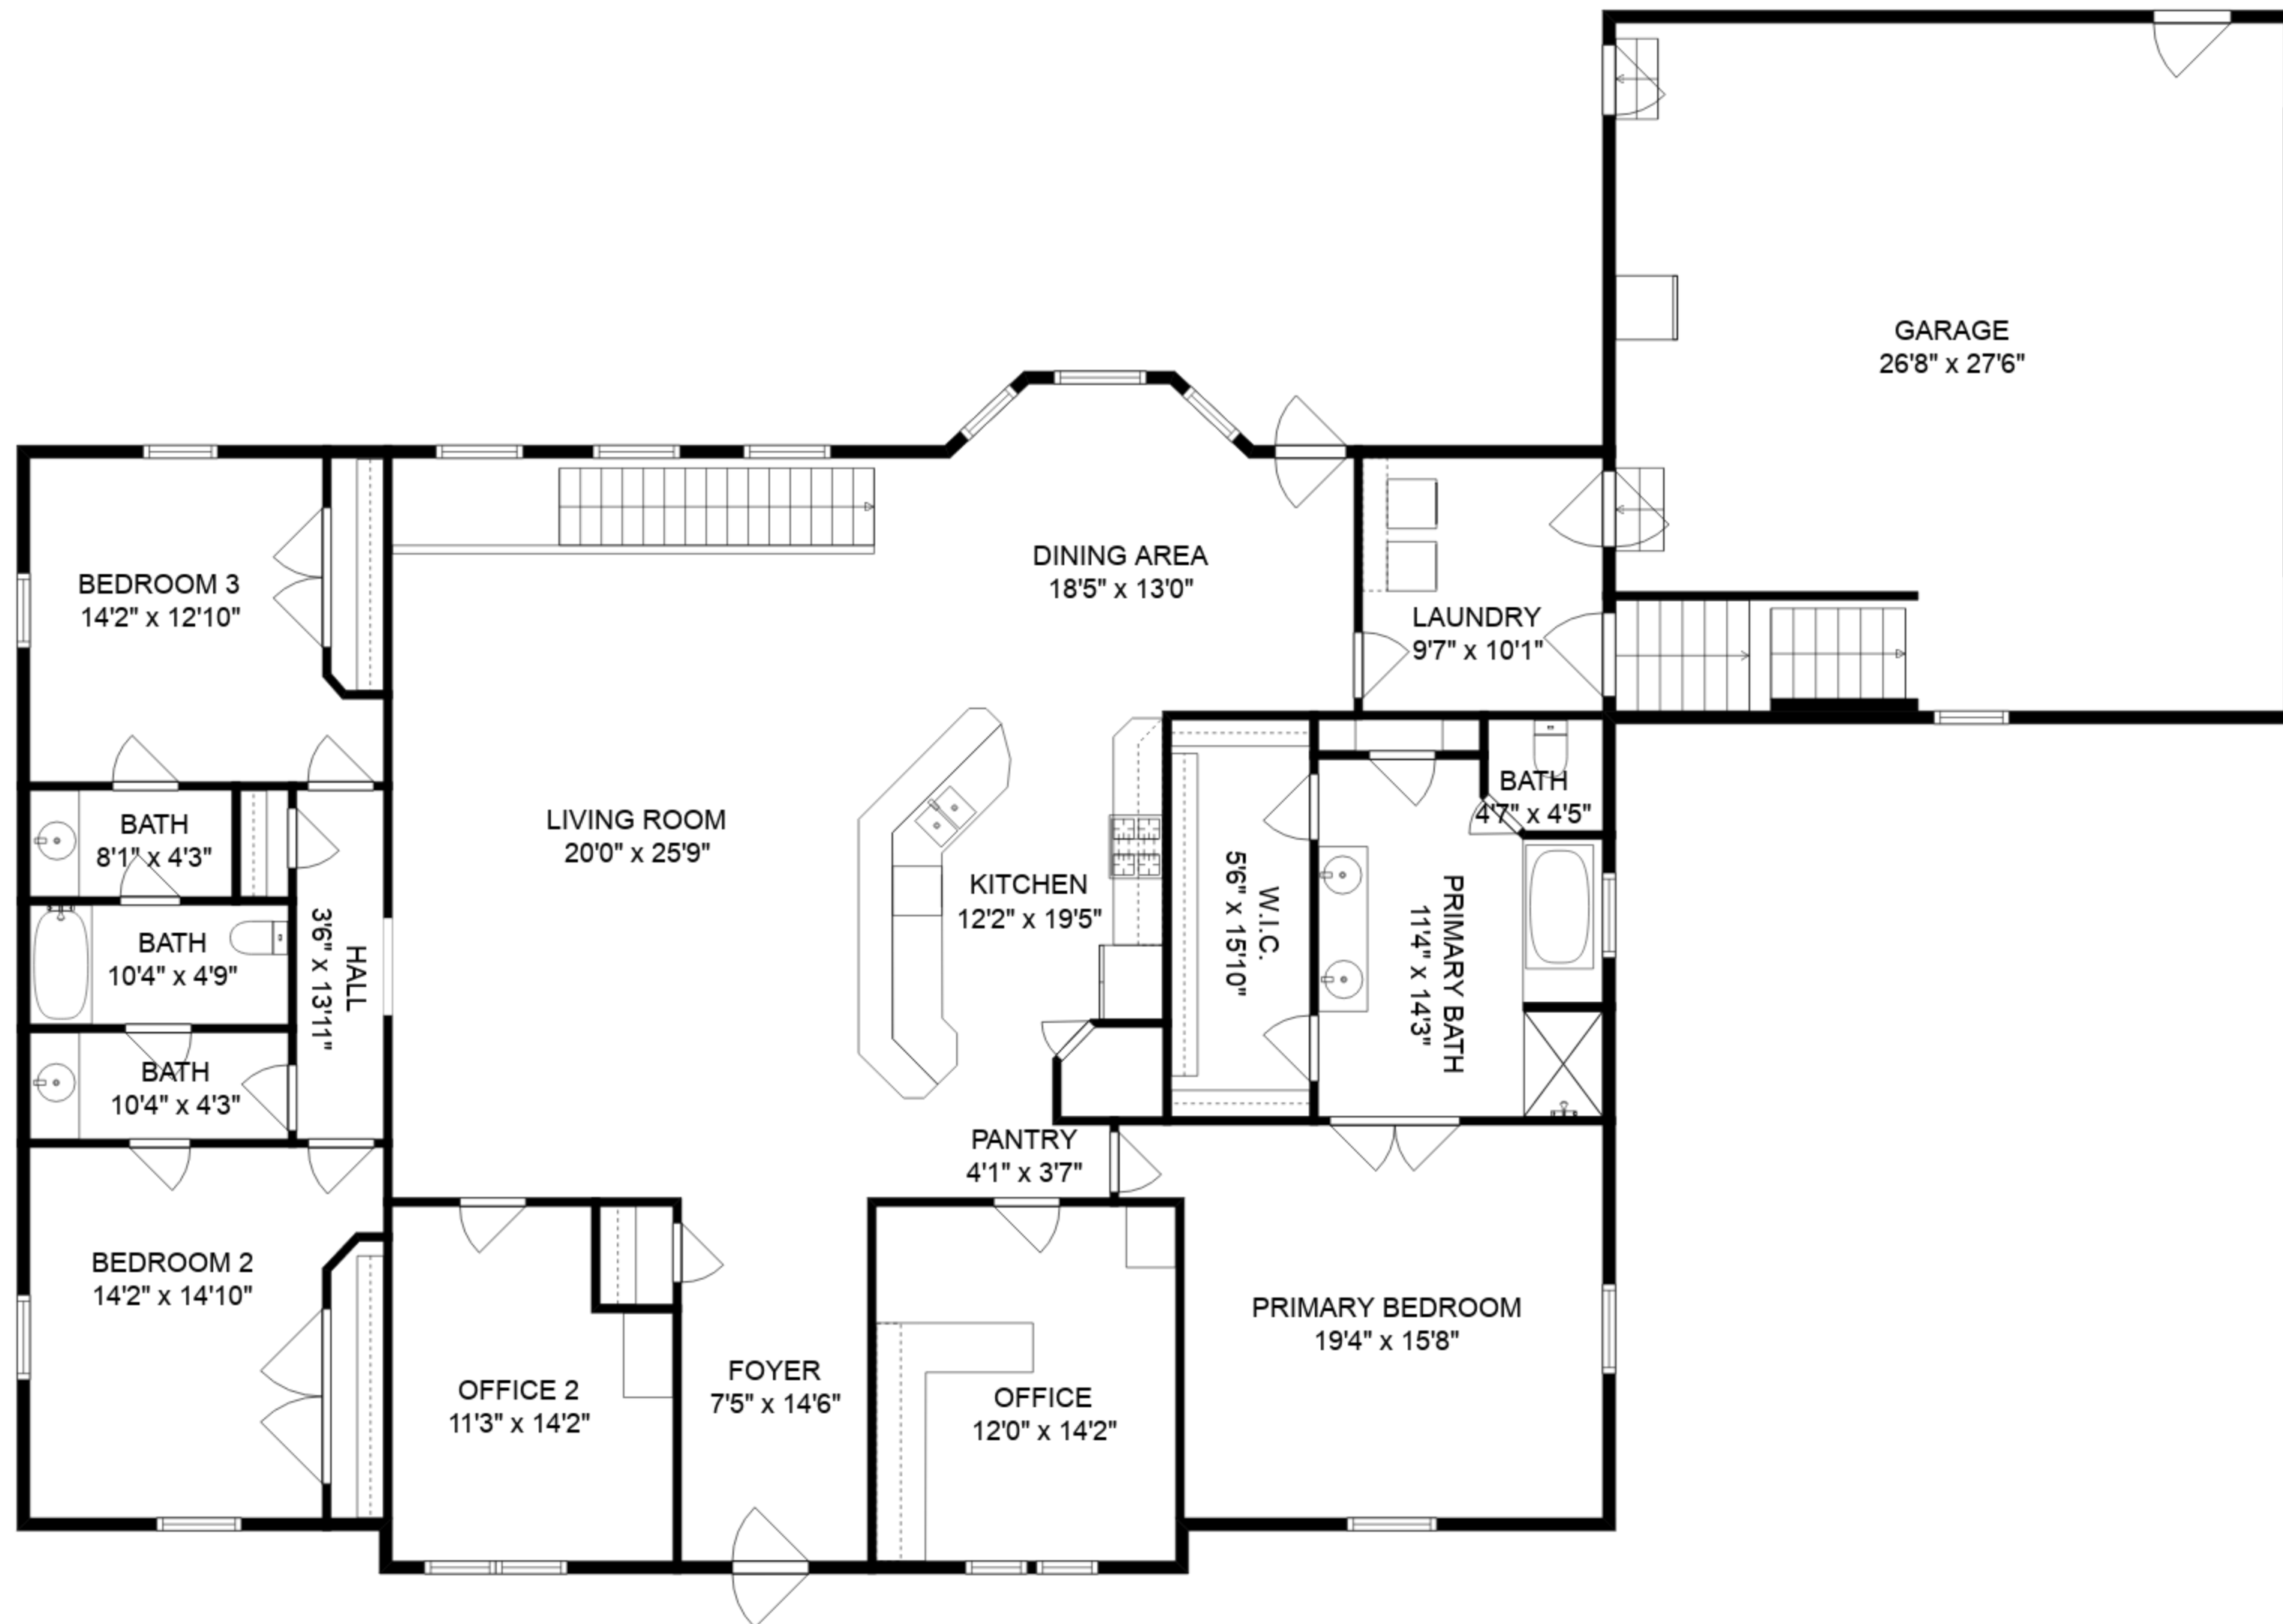 GARAGE
26'8" x 27'6"
DINING AREA
18'5" x 13'0"
BEDROOM 3
14'2" x 12'10"
LAUNDRY
9'7" x 10'1"
BATH
4'7" x 4'5"
LIVING ROOM
20'0" x 25'9"
BATH
8'1" x 4'3"
KITCHEN
12'2" x 19'5"
W.I.C.
5'6" x 15'10"
PRIMARY BATH
11'4" x 14'3"
BATH
10'4" x 4'9"
HALL
3'6" x 13'11"
BATH
10'4" x 4'3"
PANTRY
4'1" x 3'7"
BEDROOM 2
14'2" x 14'10"
PRIMARY BEDROOM
19'4" x 15'8"
FOYER
7'5" x 14'6"
OFFICE 2
11'3" x 14'2"
OFFICE
12'0" x 14'2"